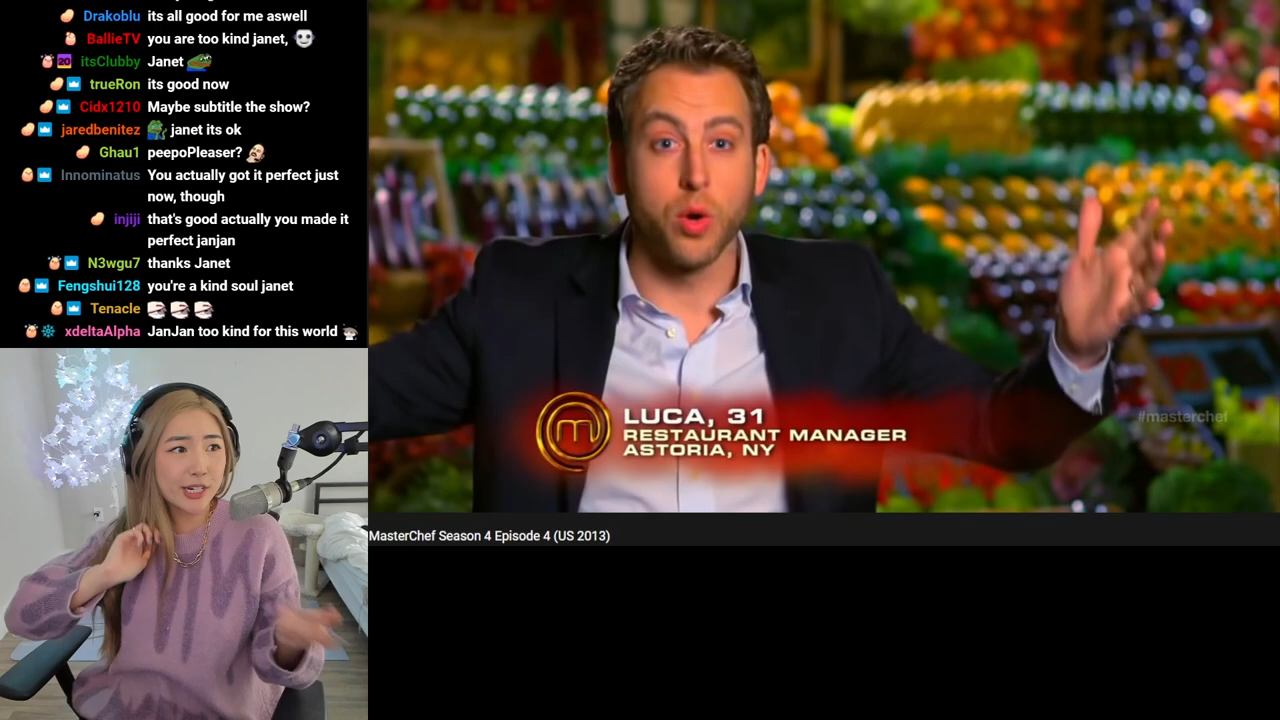 Drakoblu its all good for me aswell
BallieTV you are too kind janet,
20 itsClubby Janet
trueRon its good now
Cidx1210 Maybe subtitle the show?
jaredbenitez janet its ok
Ghau1 peepoPleaser?
Innominatus You actually got it perfect just
now, though
injiji that's good actually you made it
perfect janjan
N3wgu7 thanks Janet
Fengshui128 you're a kind soul janet
Tenacle
xdeltaAlpha JanJan too kind for this world
#masterchef
LUCA, 31
RESTAURANT MANAGER
ASTORIA, NY
MasterChef Season 4 Episode 4 (US 2013)